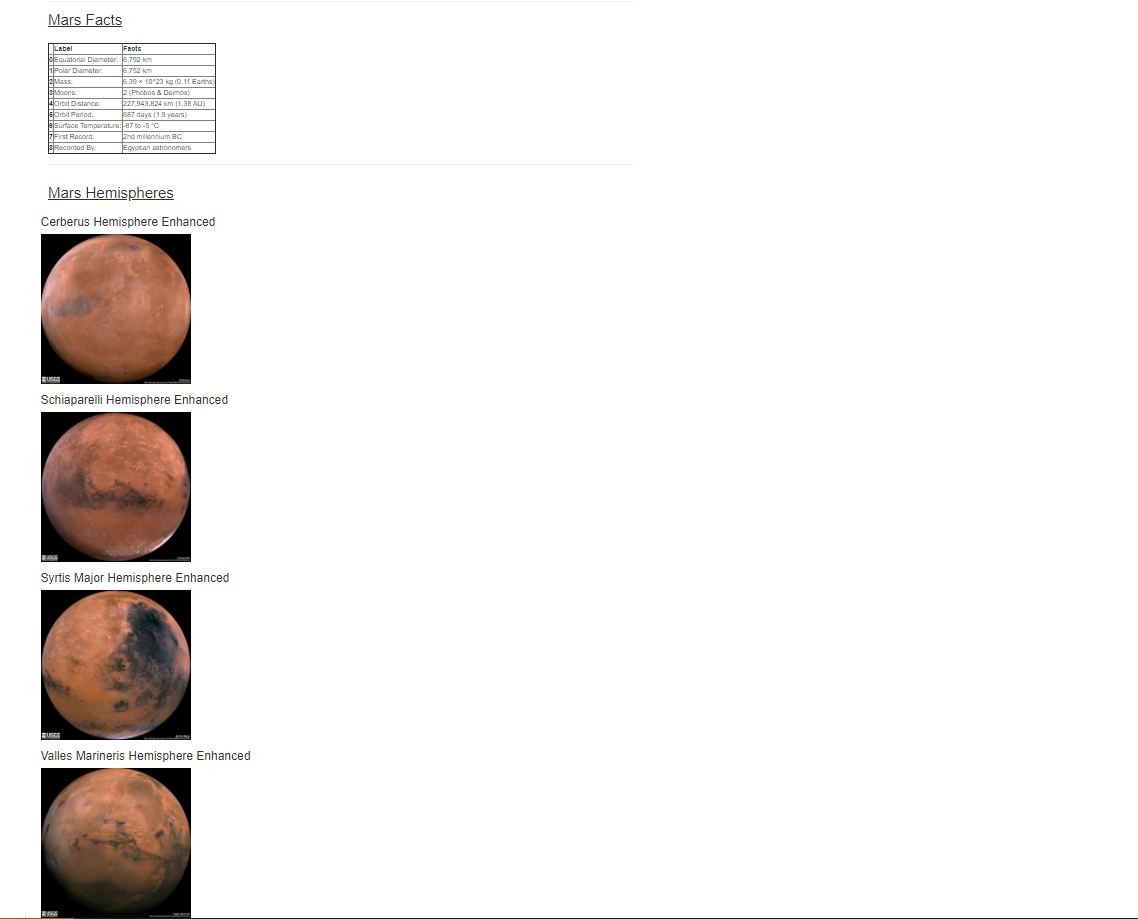 Mars Facts
Label Facts
0 Equatorial Diameter: 6,792 km
1 Polar Diameter: 6,752 km
2 Mass: 6.39 × 10^23 kg (0.11 Earths)
3 Moons: 2 (Phobos & Deimos)
4 Orbit Distance: 227,943,824 km (1.38 AU)
5 Orbit Period: 687 days (1.9 years)
6 Surface Temperature: -87 to -5 °C
7 First Record: 2nd millennium BC
8 Recorded By: Egyptian astronomers
Mars Hemispheres
Cerberus Hemisphere Enhanced
USGS
Schiaparelli Hemisphere Enhanced
USGS
Syrtis Major Hemisphere Enhanced
USGS
Valles Marineris Hemisphere Enhanced
USGS